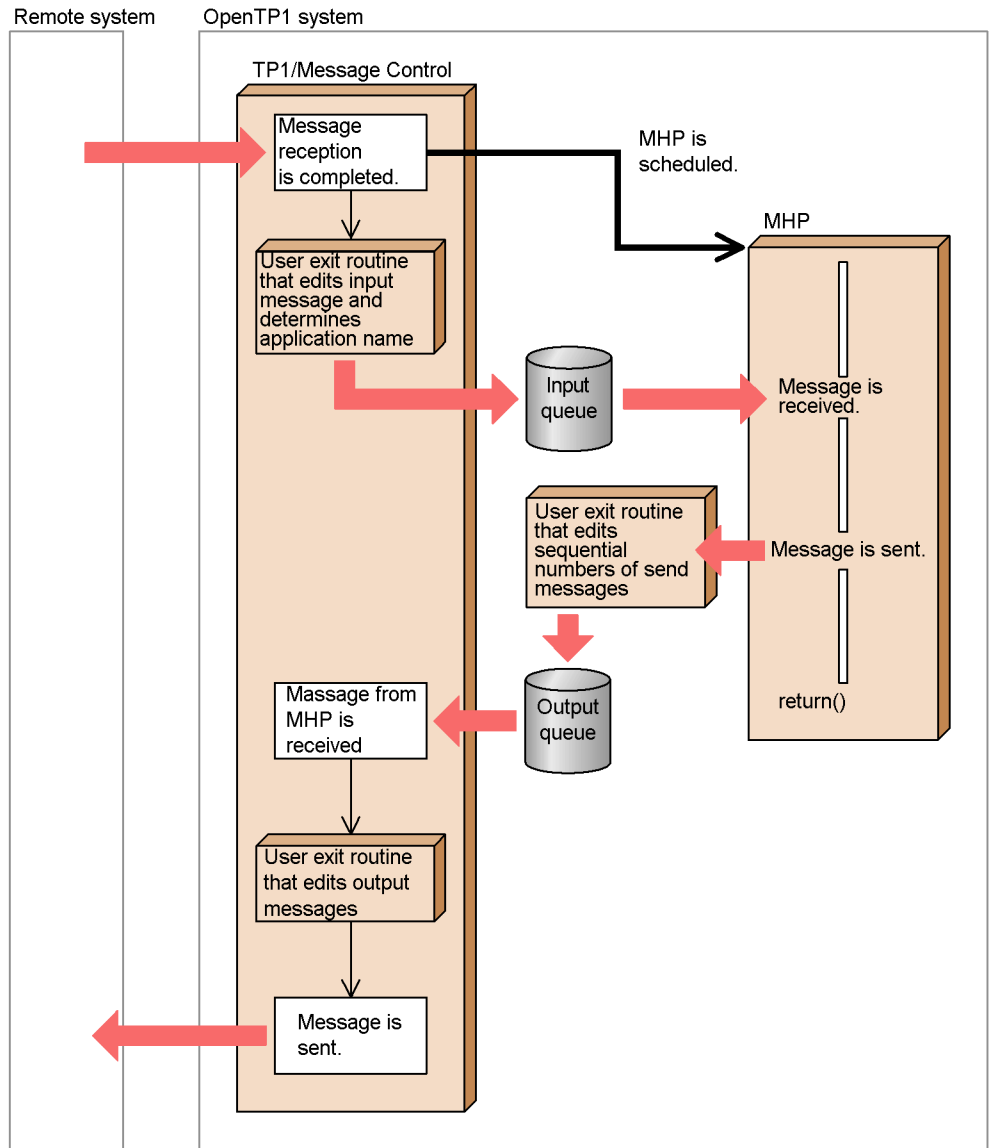 Remote system
OpenTP1 system
TP1/Message Control
Message
reception
is completed.
MHP is
scheduled.
MHP
User exit routine
that edits input
message and
determines
application name
Input
queue
Message is
received.
User exit routine
that edits
sequential
numbers of send
messages
Message is sent.
Massage from
MHP is
received
Output
queue
return()
User exit routine
that edits output
messages
Message is
sent.